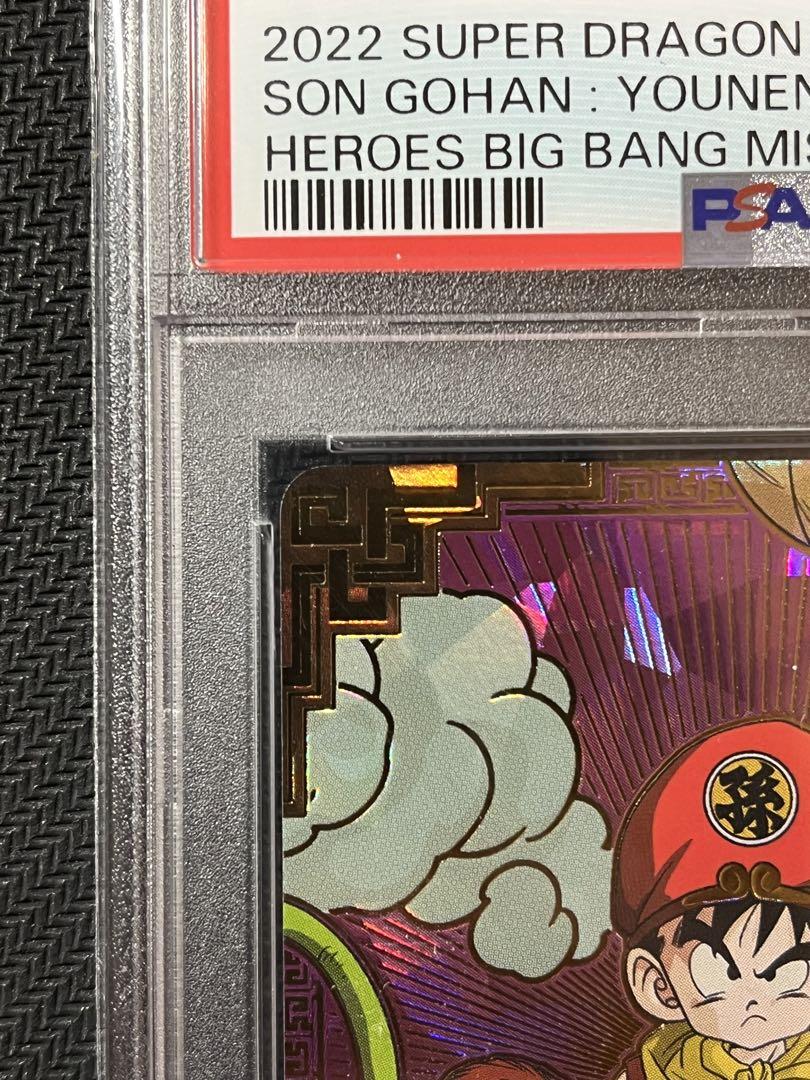 2022 SUPER DRAGON
SON GOHAN : YOUNEN
HEROES BIG BANG MIS
PSA
孫